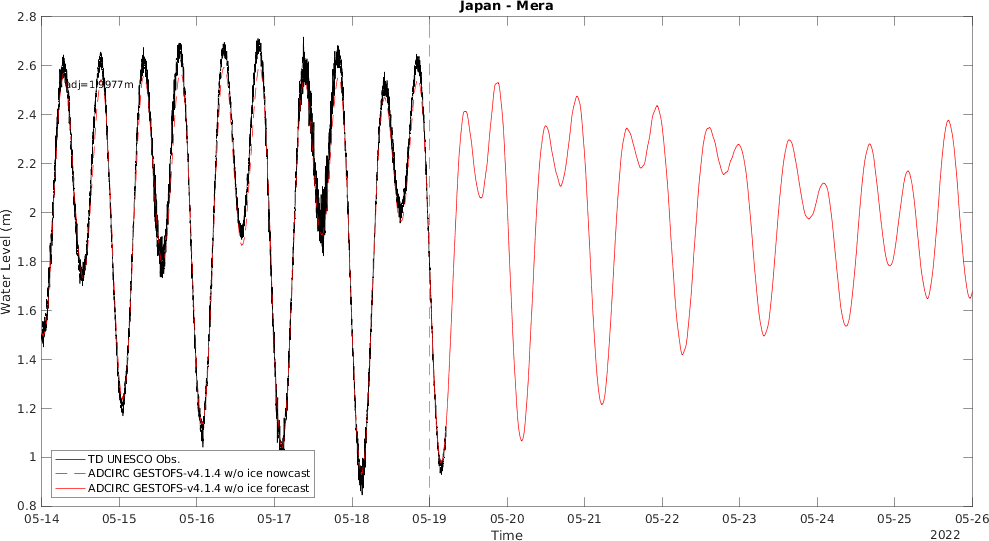 Japan - Mera
2.8
2.6
adj=1.9977m
2.4
2.2
2
1.8
1.6
1.4
1.2
1
0.8
Water Level (m)
TD UNESCO Obs.
ADCIRC GESTOFS-v4.1.4 w/o ice nowcast
ADCIRC GESTOFS-v4.1.4 w/o ice forecast
05-14 05-15 05-16 05-17 05-18 05-19 05-20 05-21 05-22 05-23 05-24 05-25 05-26
Time
2022